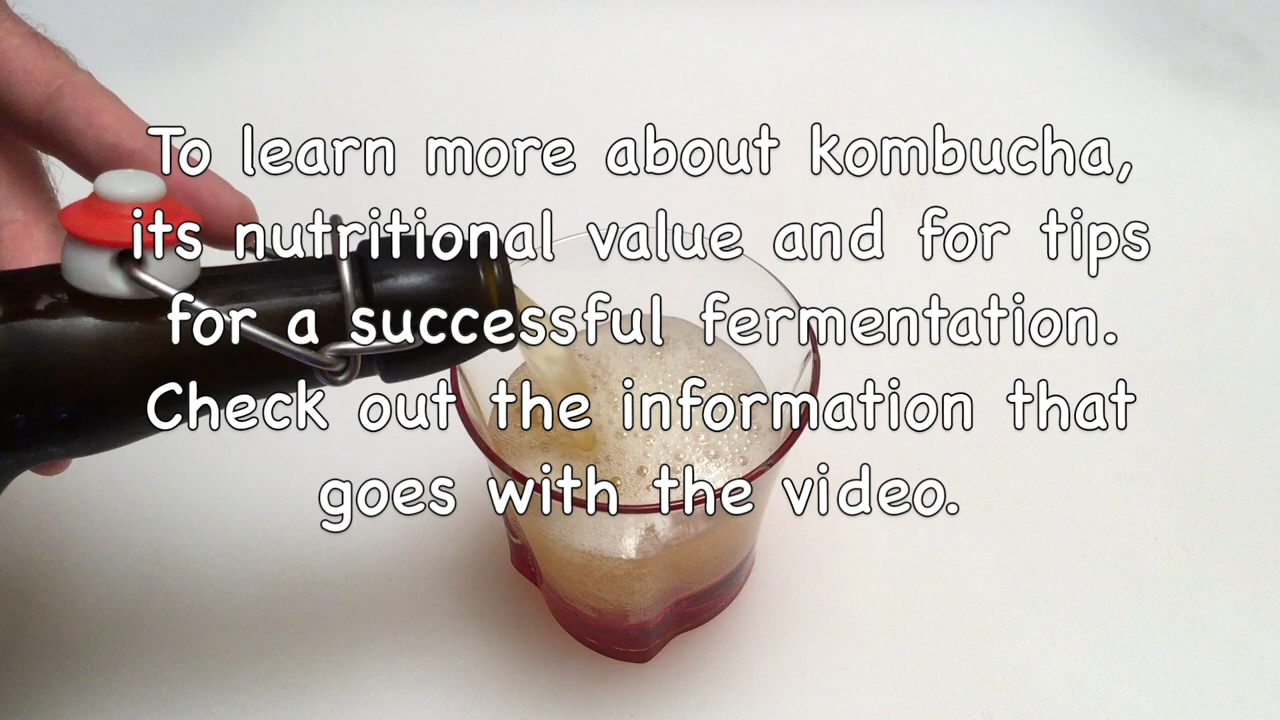 To learn more about kombucha,
its nutritional value and for tips
for a successful fermentation.
Check out the information that
goes with the video.